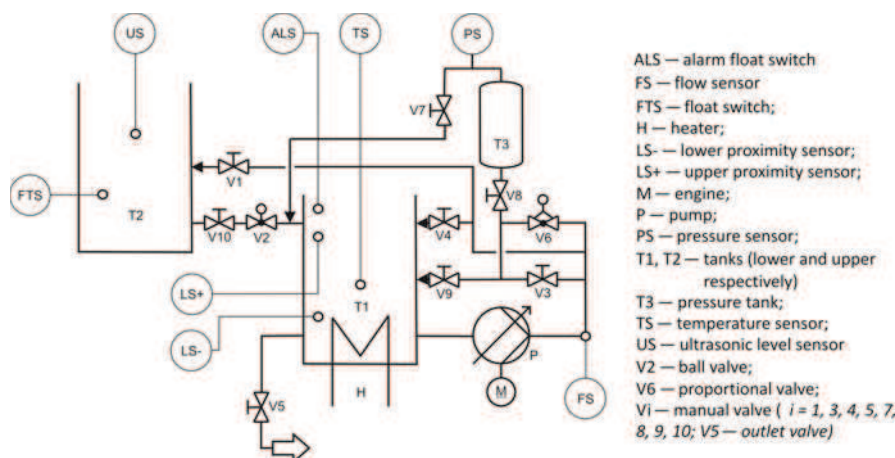 US
ALS
TS
PS
V7
T3
V1
V8
FTS
T2
V10
V2
V4
V6
LS+
T1
V9
V3
LS-
P
V5
H
M
FS
ALS — alarm float switch
FS — flow sensor
FTS — float switch;
H — heater;
LS- — lower proximity sensor;
LS+ — upper proximity sensor;
M — engine;
P — pump;
PS — pressure sensor;
T1, T2 — tanks (lower and upper
respectively)
T3 — pressure tank;
TS — temperature sensor;
US — ultrasonic level sensor
V2 — ball valve;
V6 — proportional valve;
Vi — manual valve ( i = 1, 3, 4, 5, 7,
8, 9, 10; V5 — outlet valve)